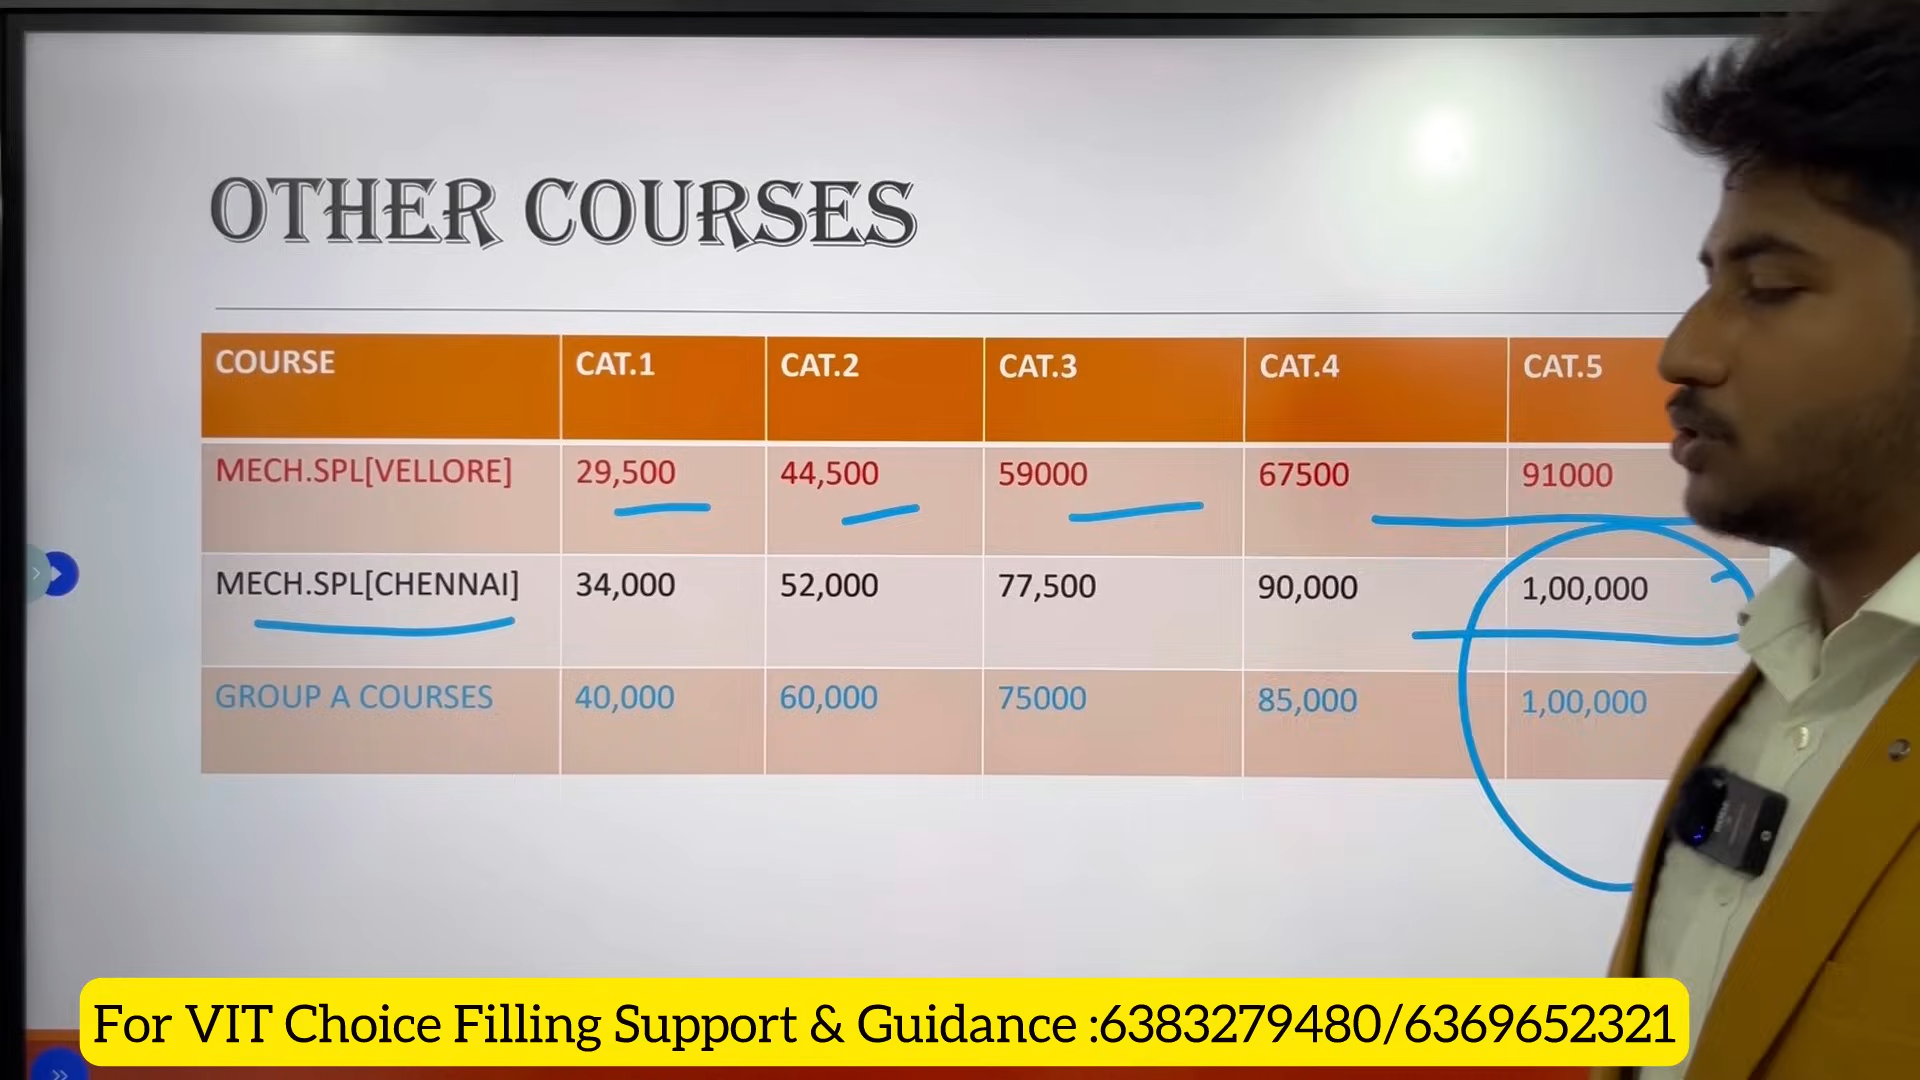 OTHER COURSES
COURSE CAT.1 CAT.2 CAT.3 CAT.4 CAT.5
MECH.SPL[VELLORE] 29,500 44,500 59000 67500 91000
MECH.SPL[CHENNAI] 34,000 52,000 77,500 90,000 1,00,000
GROUP A COURSES 40,000 60,000 75000 85,000 1,00,000
For VIT Choice Filling Support & Guidance :6383279480/6369652321